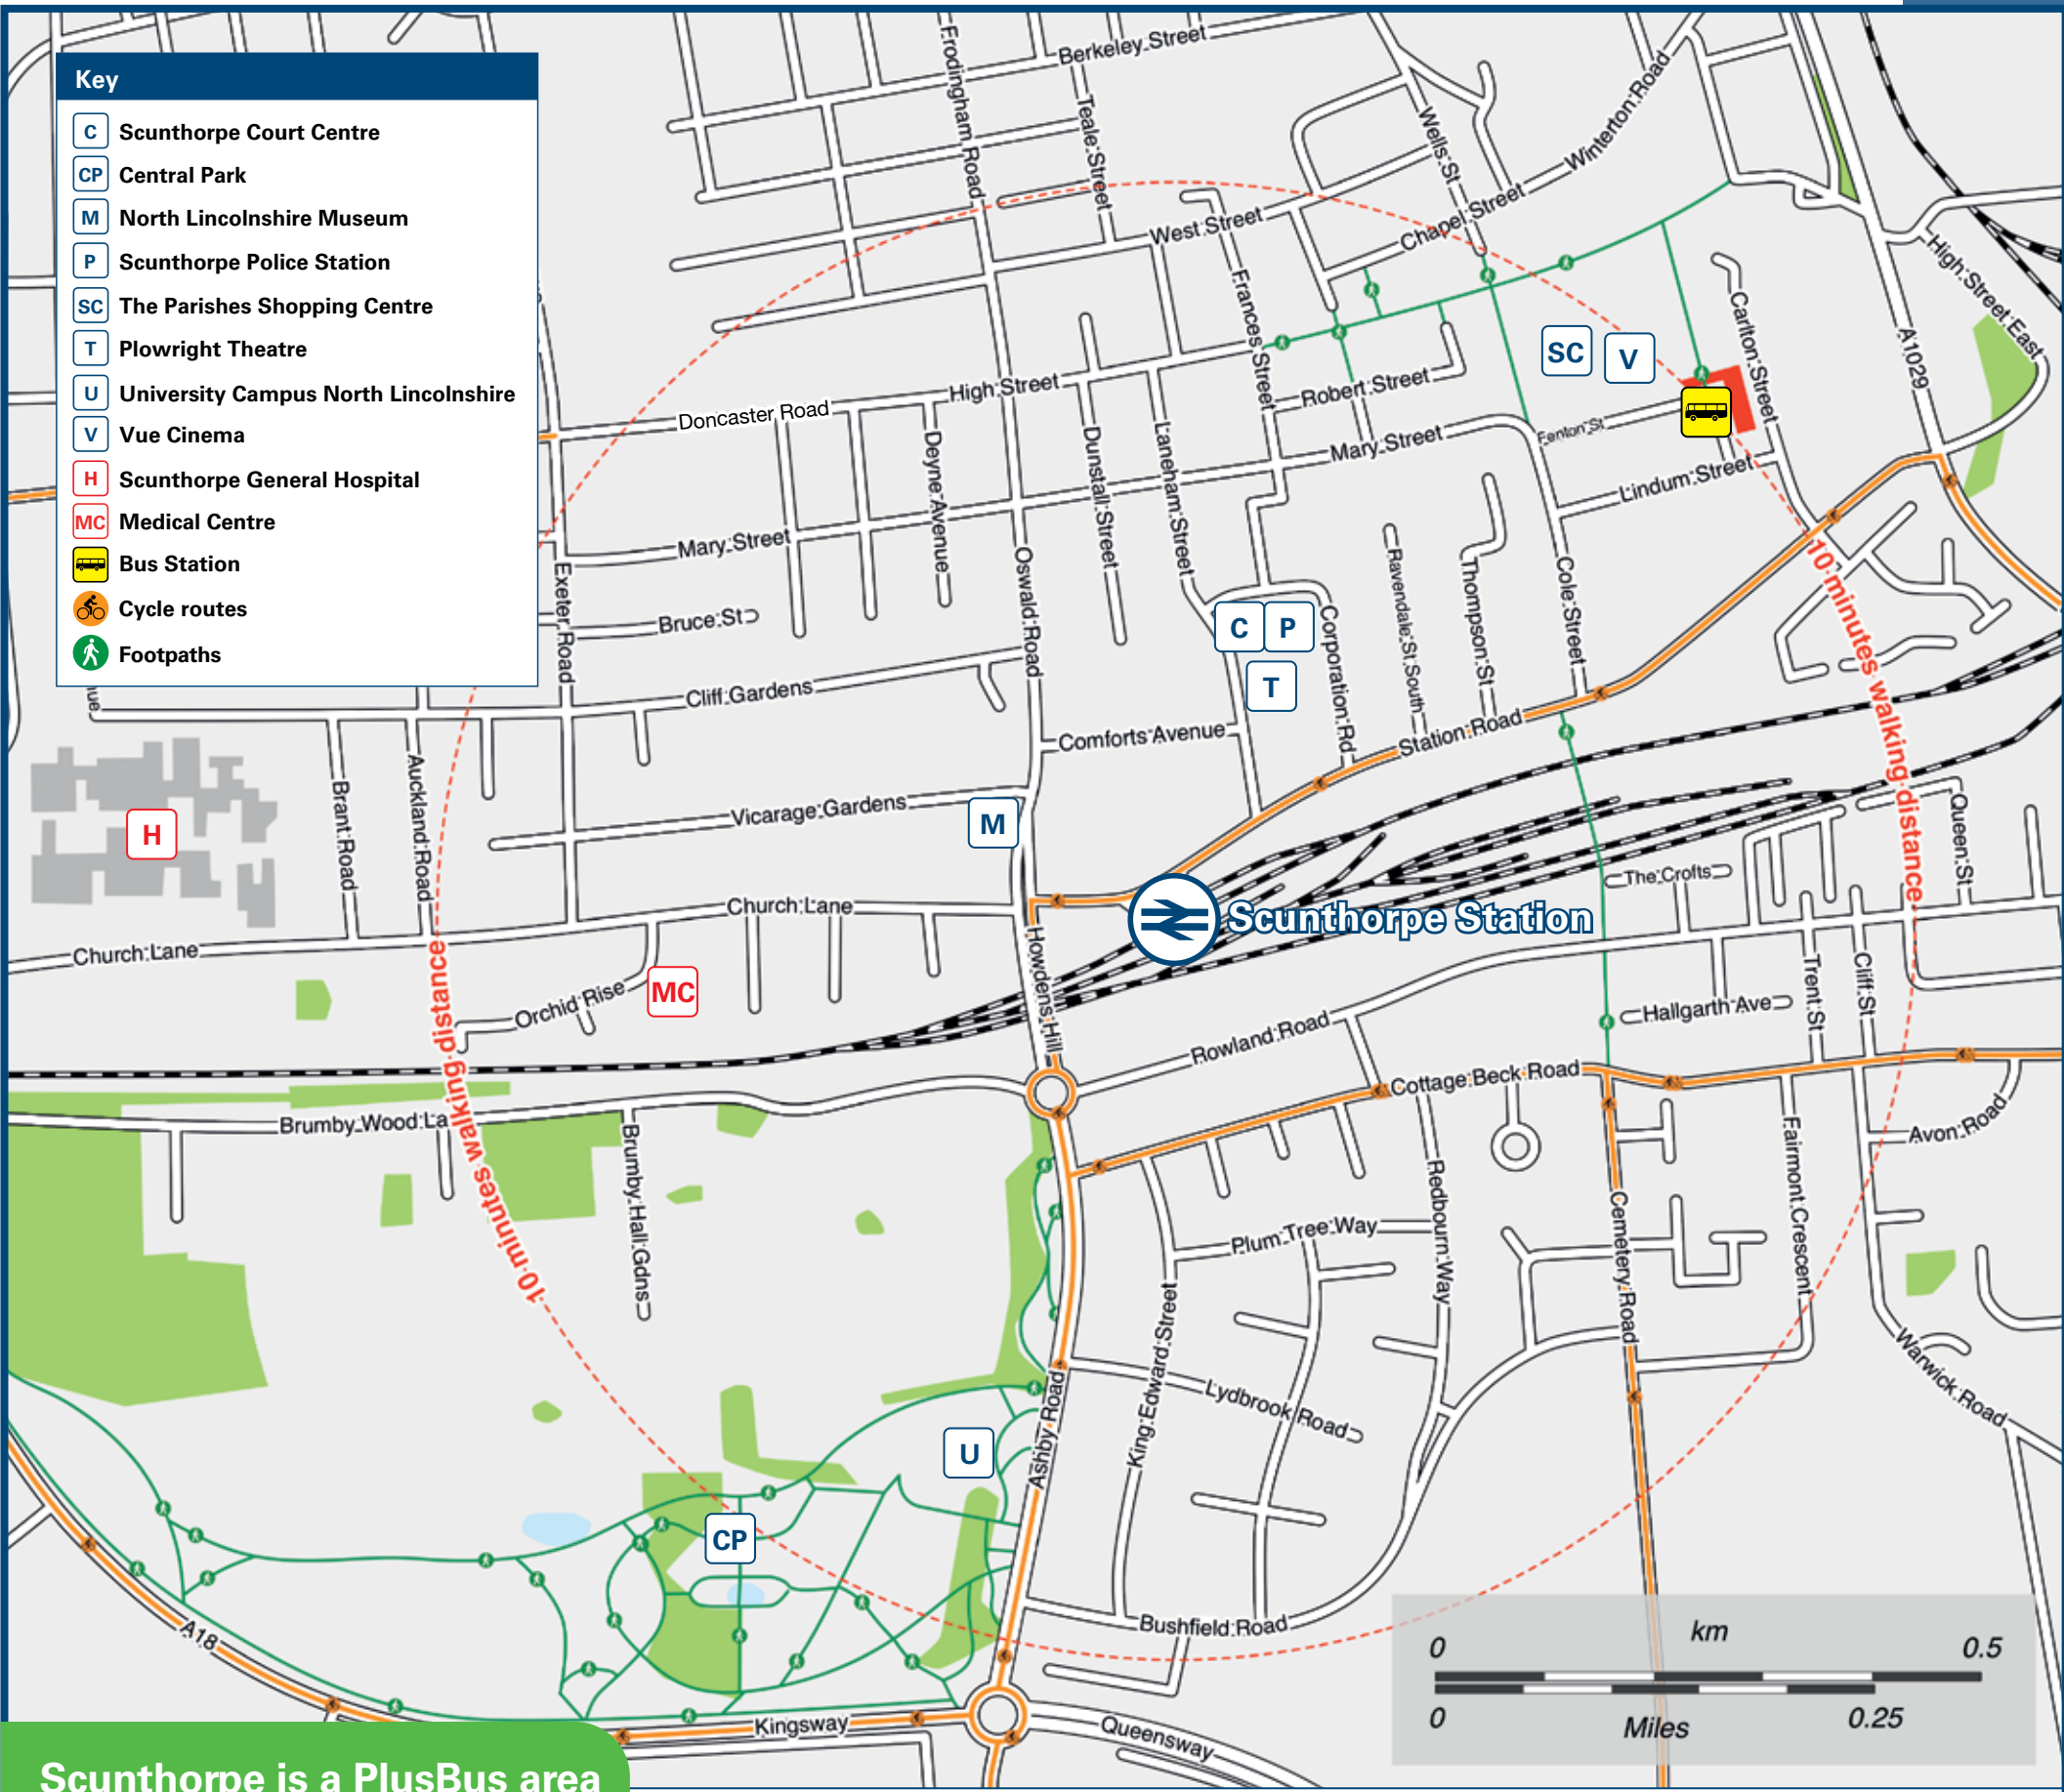 Key
C Scunthorpe Court Centre
CP Central Park
M North Lincolnshire Museum
P Scunthorpe Police Station
SC The Parishes Shopping Centre
T Plowright Theatre
U University Campus North Lincolnshire
V Vue Cinema
H Scunthorpe General Hospital
MC Medical Centre
Bus Station
Cycle routes
Footpaths
Berkeley Street
Frodingham Road
Teale Street
Wells St
Winterton Road
Chapel Street
West Street
Frances Street
High Street East
A1029
Carlton Street
SC
V
High Street
Doncaster Road
Robert Street
Mary Street
Fenton St
Lindum Street
Deyne Avenue
Dunstall Street
Laneham Street
Mary Street
Exeter Road
Oswald Road
Bruce St
Cliff Gardens
C
P
T
Corporation Rd
Ravendale St South
Thompson St
Cole Street
10 minutes walking distance
Comforts Avenue
Station Road
Brant Road
Auckland Road
Vicarage Gardens
M
H
Queen St
The Crofts
Church Lane
Church Lane
Scunthorpe Station
Howdens Hill
Orchid Rise
MC
Trent St
Cliff St
Hallgarth Ave
Rowland Road
Cottage Beck Road
Brumby Wood La
10 minutes walking distance
Brumby Hall Gdns
Avon Road
Fairmont Crescent
Redbourn Way
Cemetery Road
Plum Tree Way
King Edward Street
Warwick Road
Lydbrook Road
Ashby Road
U
CP
Bushfield Road
A18
Kingsway
Queensway
km
0 0.5
0 Miles 0.25
Scunthorpe is a PlusBus area